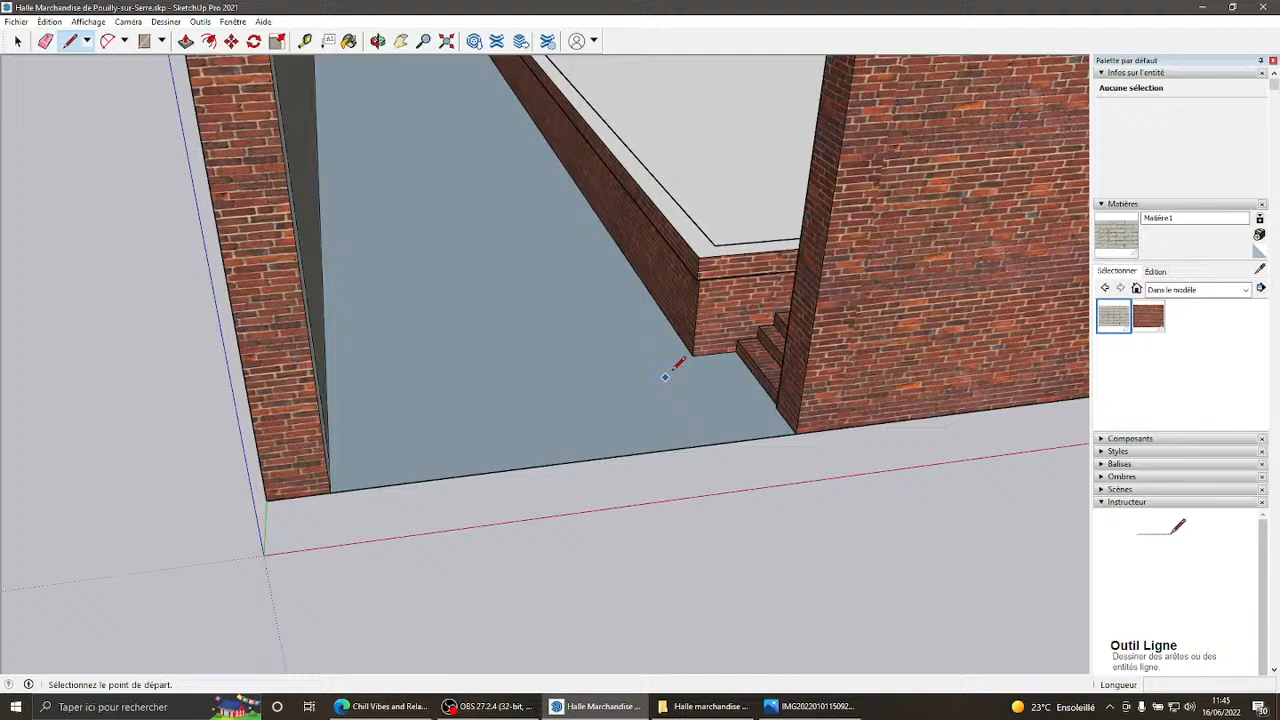 Halle Marchandise de Pouilly-sur-Serre.skp - SketchUp Pro 2021
Fichier Édition Affichage Caméra Dessiner Outils Fenêtre Aide
Palette par défaut
Infos sur l'entité
Aucune sélection
Matières
Matière1
Sélectionner Édition
Dans le modèle
Composants
Styles
Balises
Ombres
Scènes
Instructeur
Outil Ligne
Dessiner des arêtes ou des
entités ligne.
Sélectionnez le point de départ.
Longueur
Taper ici pour rechercher
Chill Vibes and Rela...
OBS 27.2.4 (32-bit, ...
Halle Marchandise ...
Halle marchandise ...
IMG20220101115092...
23°C Ensoleillé
11:45
16/06/2022